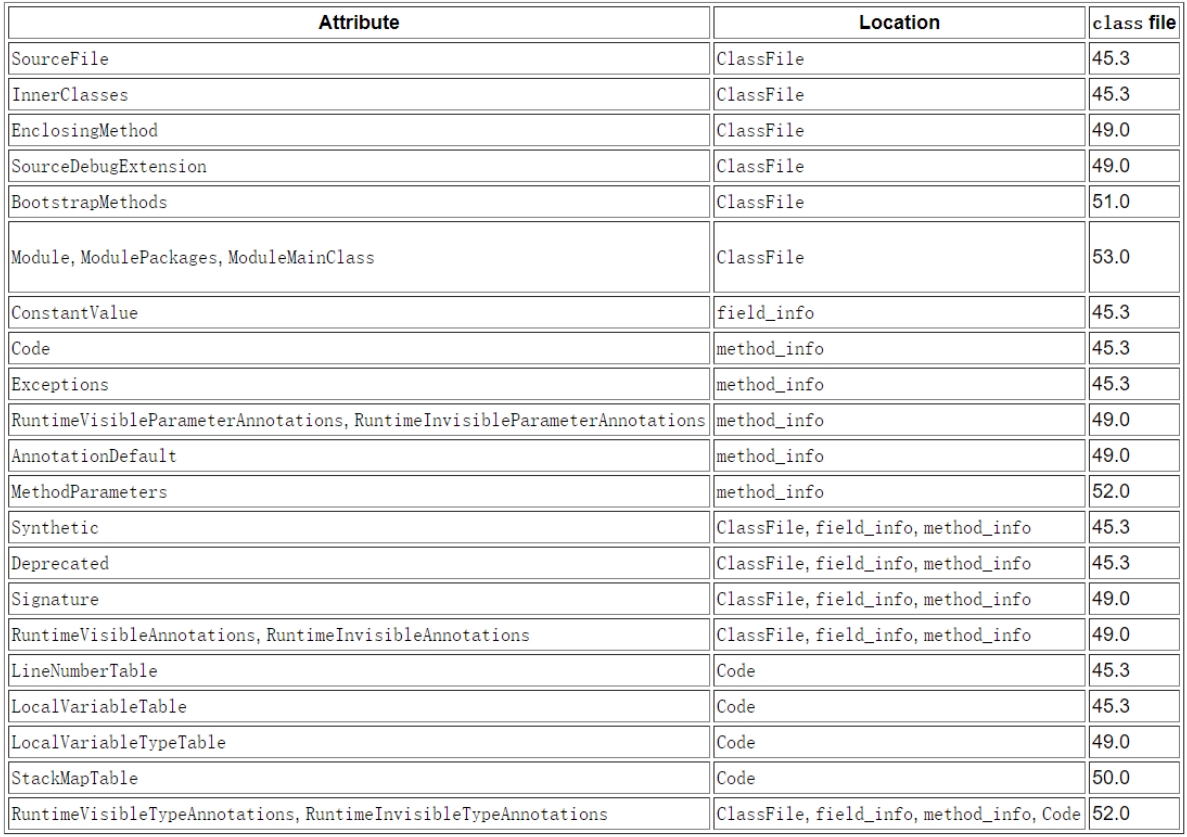 Attribute Location class file
SourceFile ClassFile 45.3
InnerClasses ClassFile 45.3
EnclosingMethod ClassFile 49.0
SourceDebugExtension ClassFile 49.0
BootstrapMethods ClassFile 51.0
Module, ModulePackages, ModuleMainClass ClassFile 53.0
ConstantValue field_info 45.3
Code method_info 45.3
Exceptions method_info 45.3
RuntimeVisibleParameterAnnotations, RuntimeInvisibleParameterAnnotations method_info 49.0
AnnotationDefault method_info 49.0
MethodParameters method_info 52.0
Synthetic ClassFile, field_info, method_info 45.3
Deprecated ClassFile, field_info, method_info 45.3
Signature ClassFile, field_info, method_info 49.0
RuntimeVisibleAnnotations, RuntimeInvisibleAnnotations ClassFile, field_info, method_info 49.0
LineNumberTable Code 45.3
LocalVariableTable Code 45.3
LocalVariableTypeTable Code 49.0
StackMapTable Code 50.0
RuntimeVisibleTypeAnnotations, RuntimeInvisibleTypeAnnotations ClassFile, field_info, method_info, Code 52.0